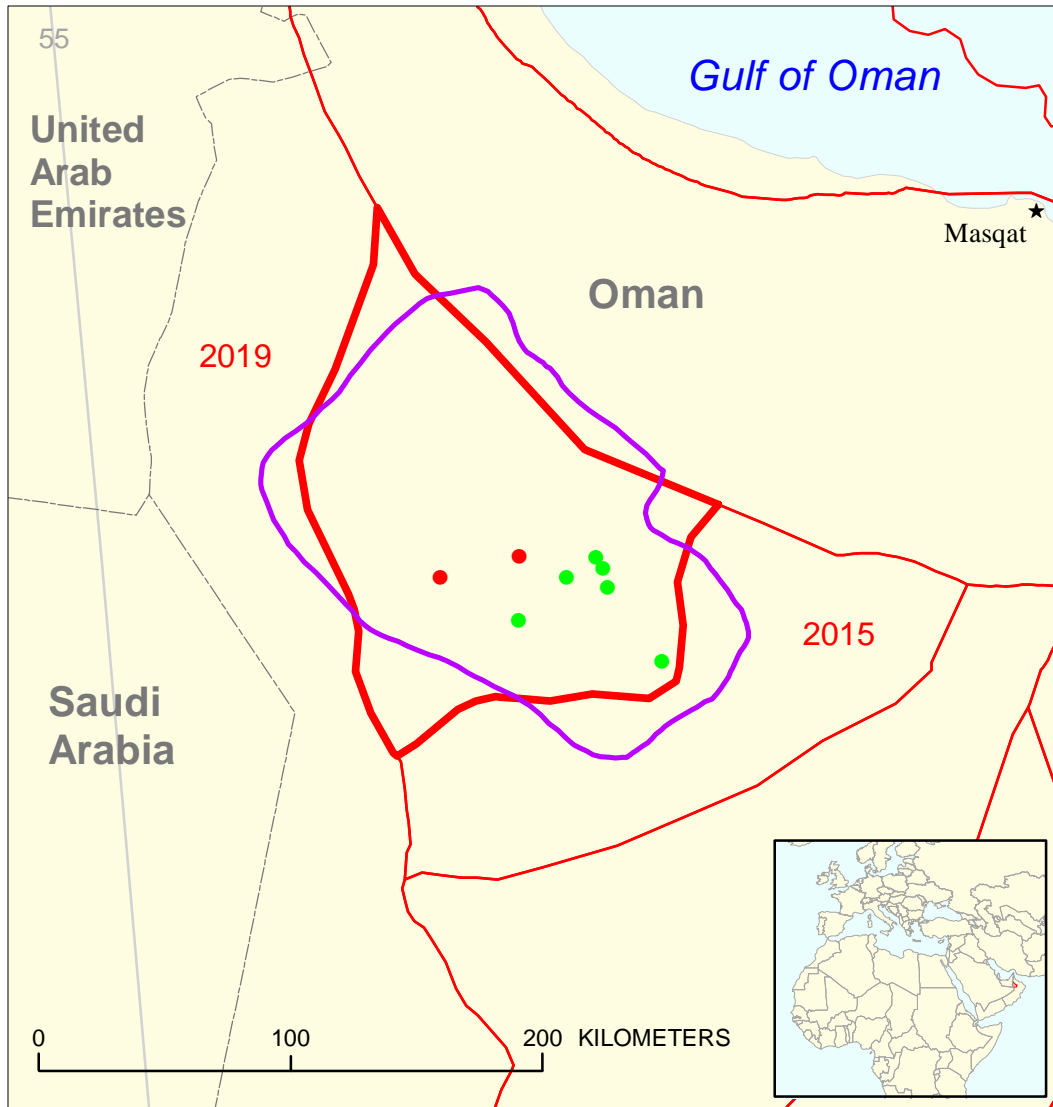 55
Gulf of Oman
United
Arab
Emirates
Masqat
Oman
2019
2015
Saudi
Arabia
0 100 200 KILOMETERS